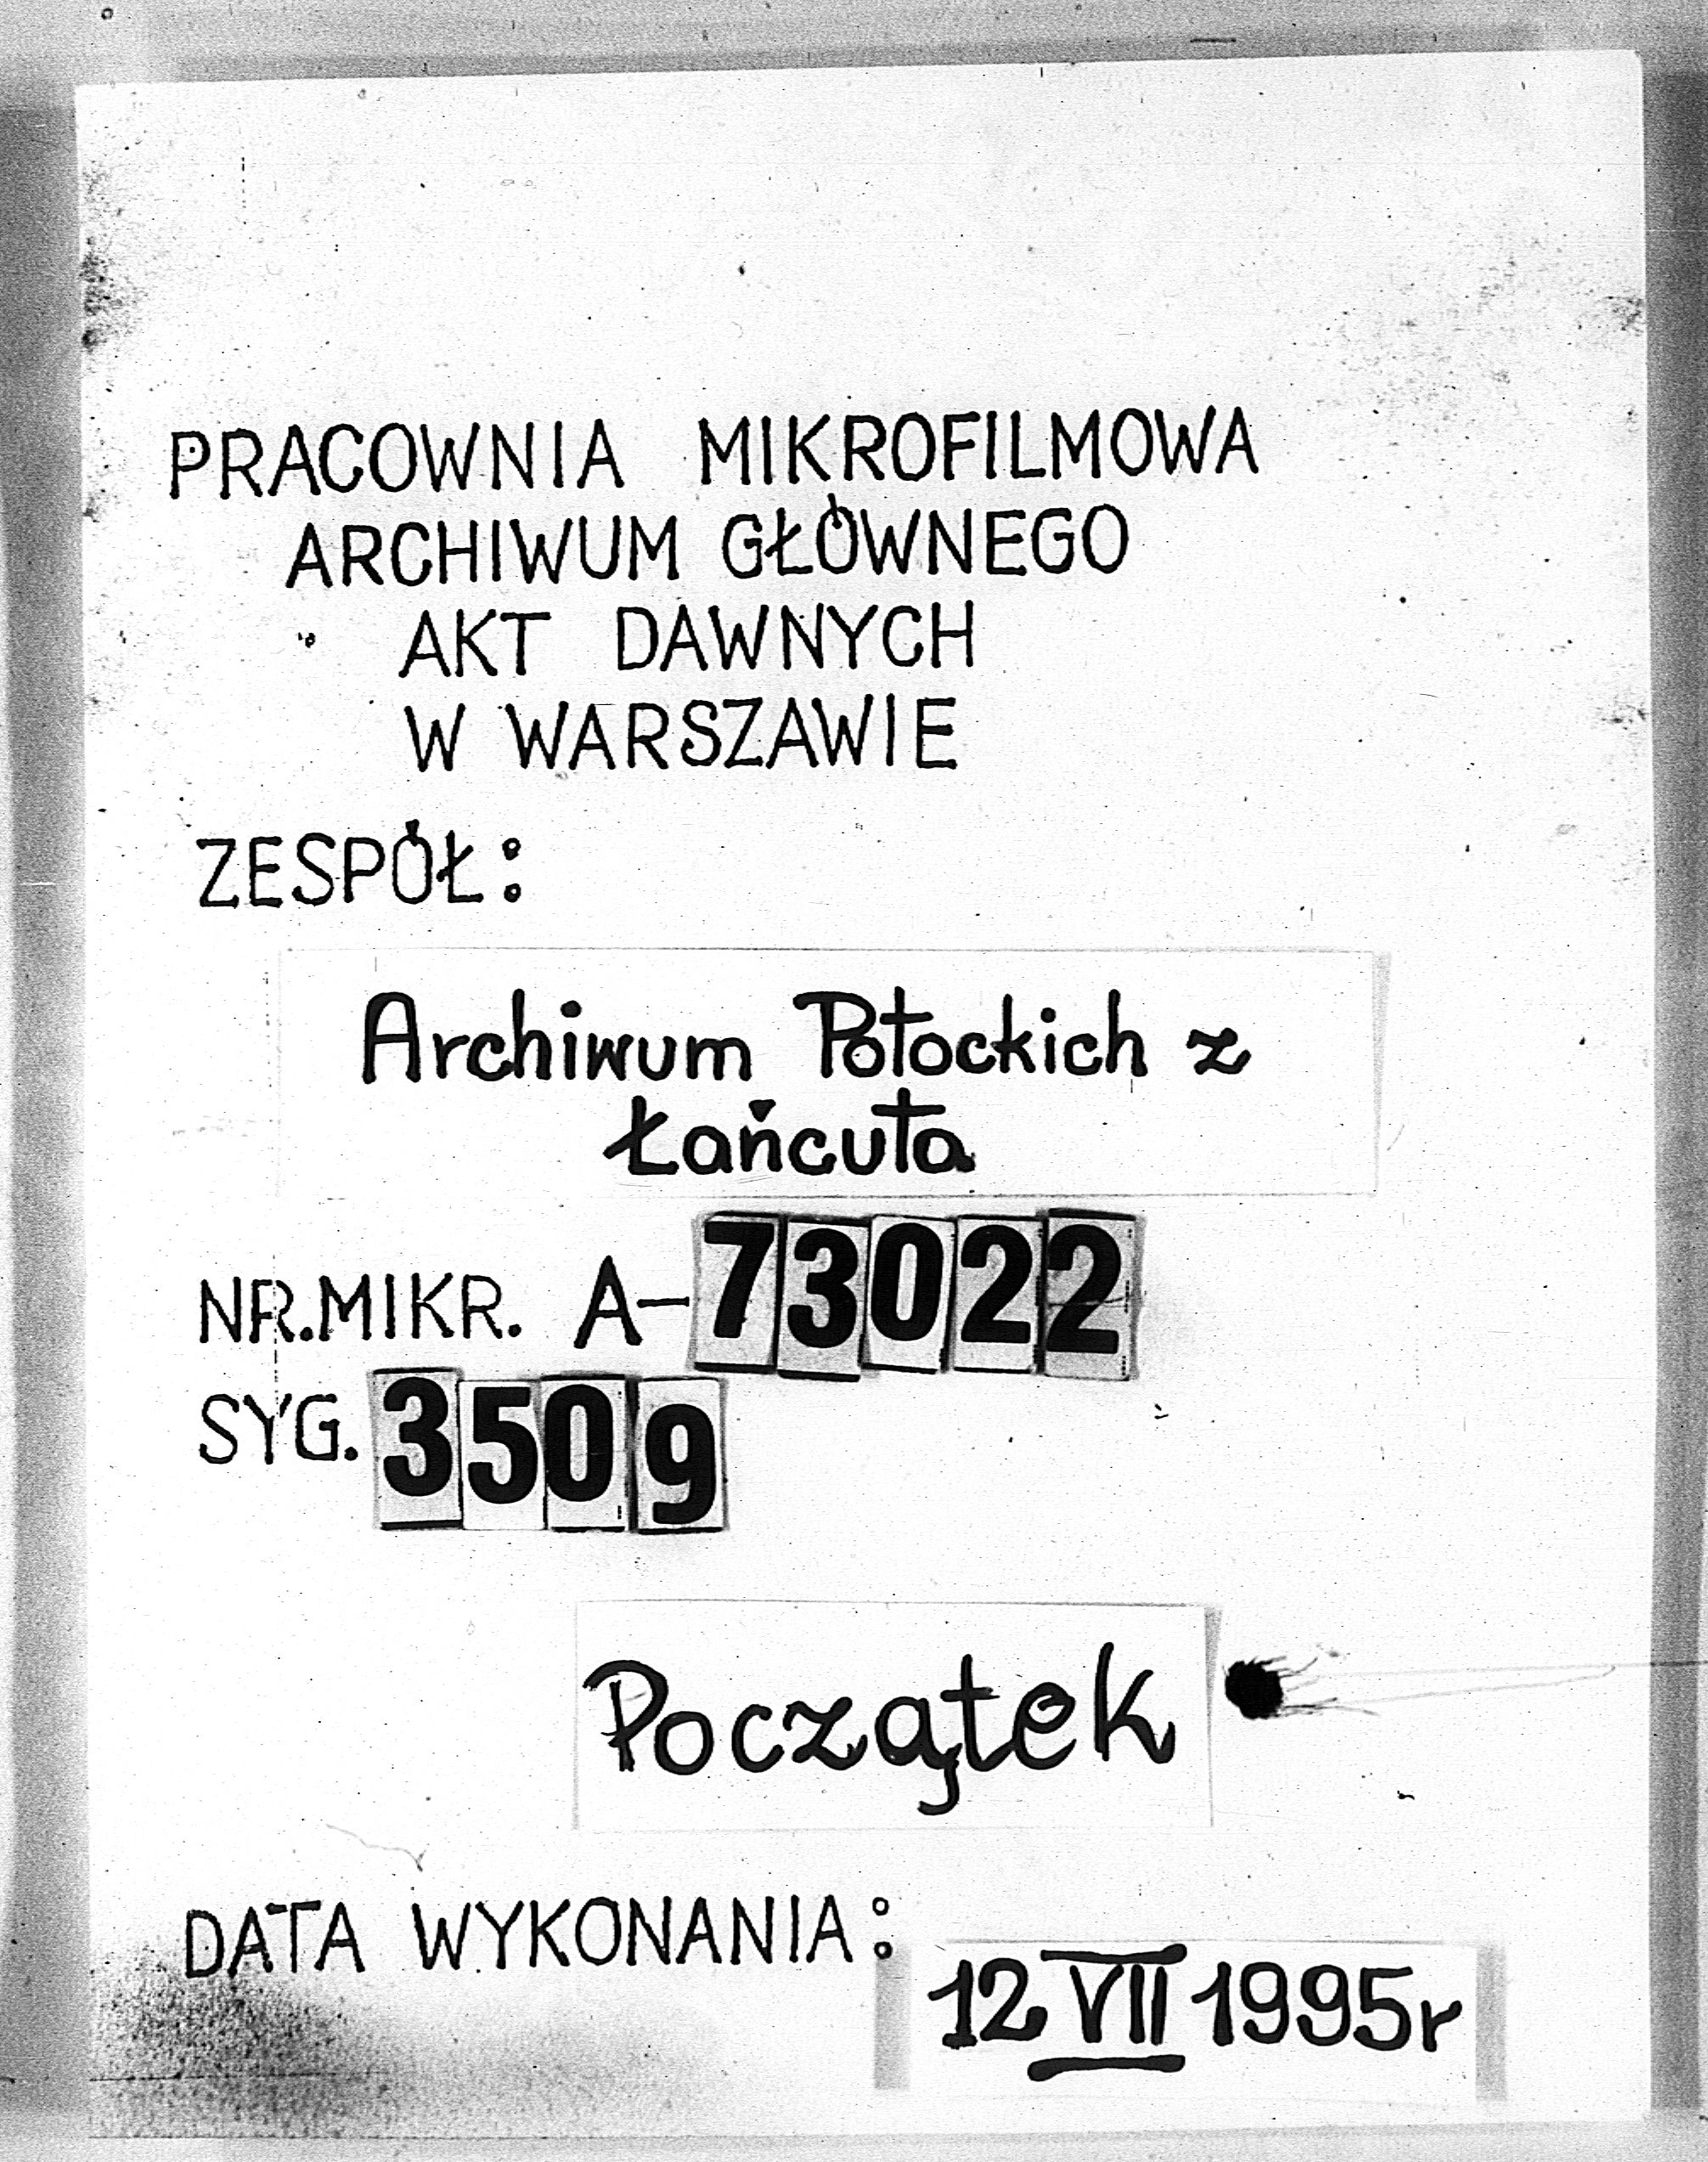 PRACOWNIA MIKROFILMOWA
ARCHIWUM GŁÓWNEGO
AKT DAWNYCH
W WARSZAWIE
ZESPÓŁ:
Archiwum Potockich z
Łańcuta
NR.MIKR. A-73022
SYG. 3509
Początek
DATA WYKONANIA:
12 VII 1995r